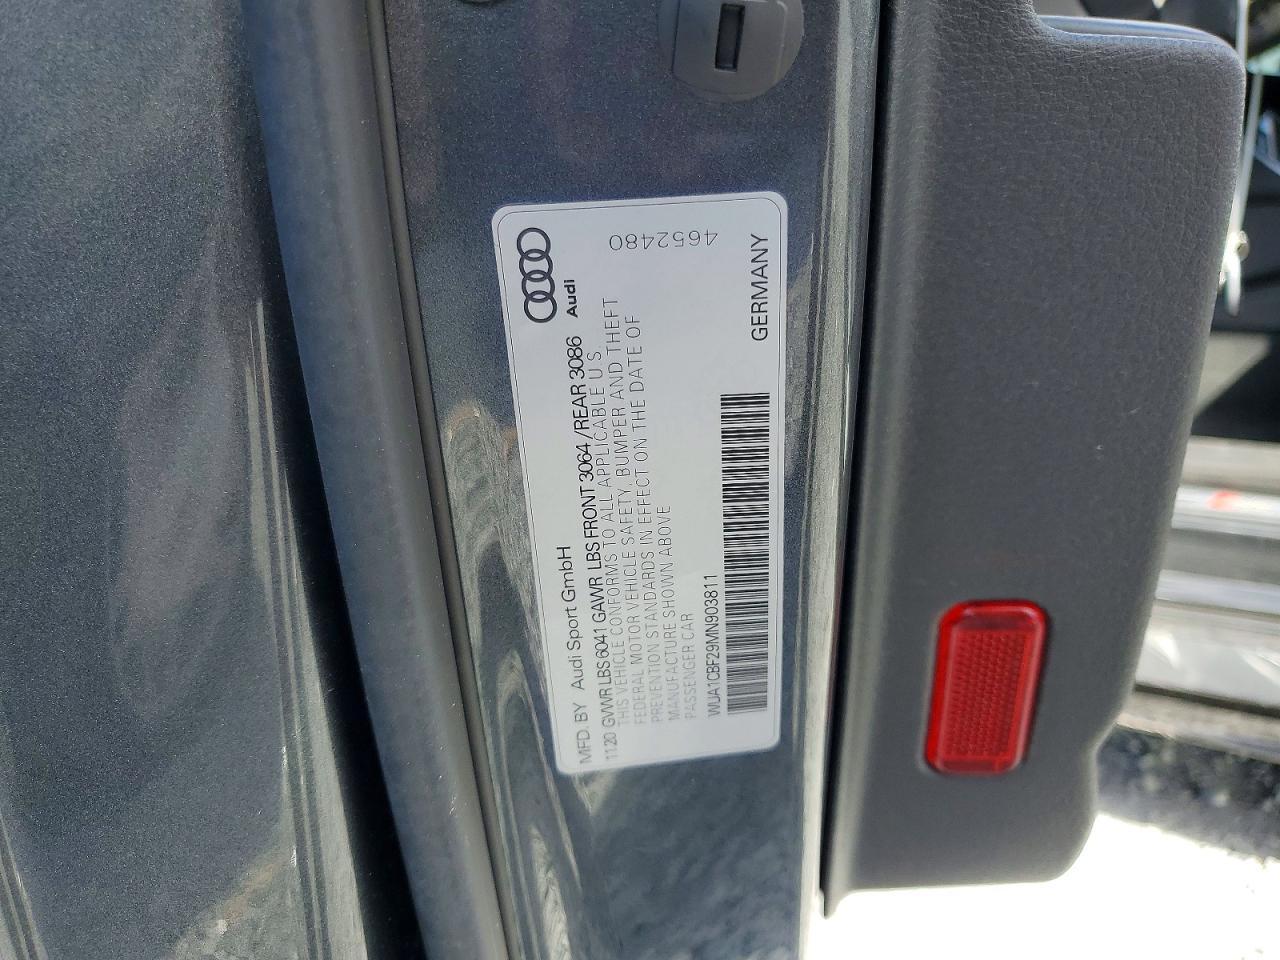 Audi
MFD. BY Audi Sport GmbH
1120 GVWR LBS 6041 GAWR LBS FRONT 3064/REAR 3086
THIS VEHICLE CONFORMS TO ALL APPLICABLE U.S.
FEDERAL MOTOR VEHICLE SAFETY, BUMPER AND THEFT
PREVENTION STANDARDS IN EFFECT ON THE DATE OF
MANUFACTURE SHOWN ABOVE
PASSENGER CAR
4652480
WUA1CBF29MN903811
GERMANY